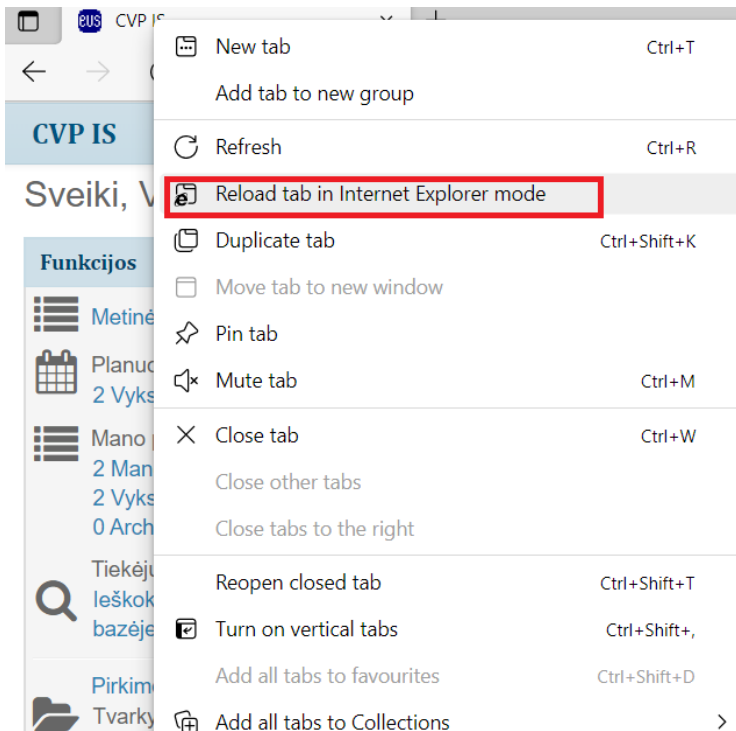 eus CVP IS
New tab Ctrl+T
Add tab to new group
CVP IS
Refresh Ctrl+R
Sveiki, V
Reload tab in Internet Explorer mode
Duplicate tab Ctrl+Shift+K
Funkcijos
Move tab to new window
Metinė
Pin tab
Planuo
2 Vyks
Mute tab Ctrl+M
Mano
Close tab Ctrl+W
2 Man
Close other tabs
2 Vyks
0 Arch
Close tabs to the right
Tiekėju
Reopen closed tab Ctrl+Shift+T
Ieškok
bazėje
Turn on vertical tabs Ctrl+Shift+,
Add all tabs to favourites Ctrl+Shift+D
Pirkim
Tvarky
Add all tabs to Collections